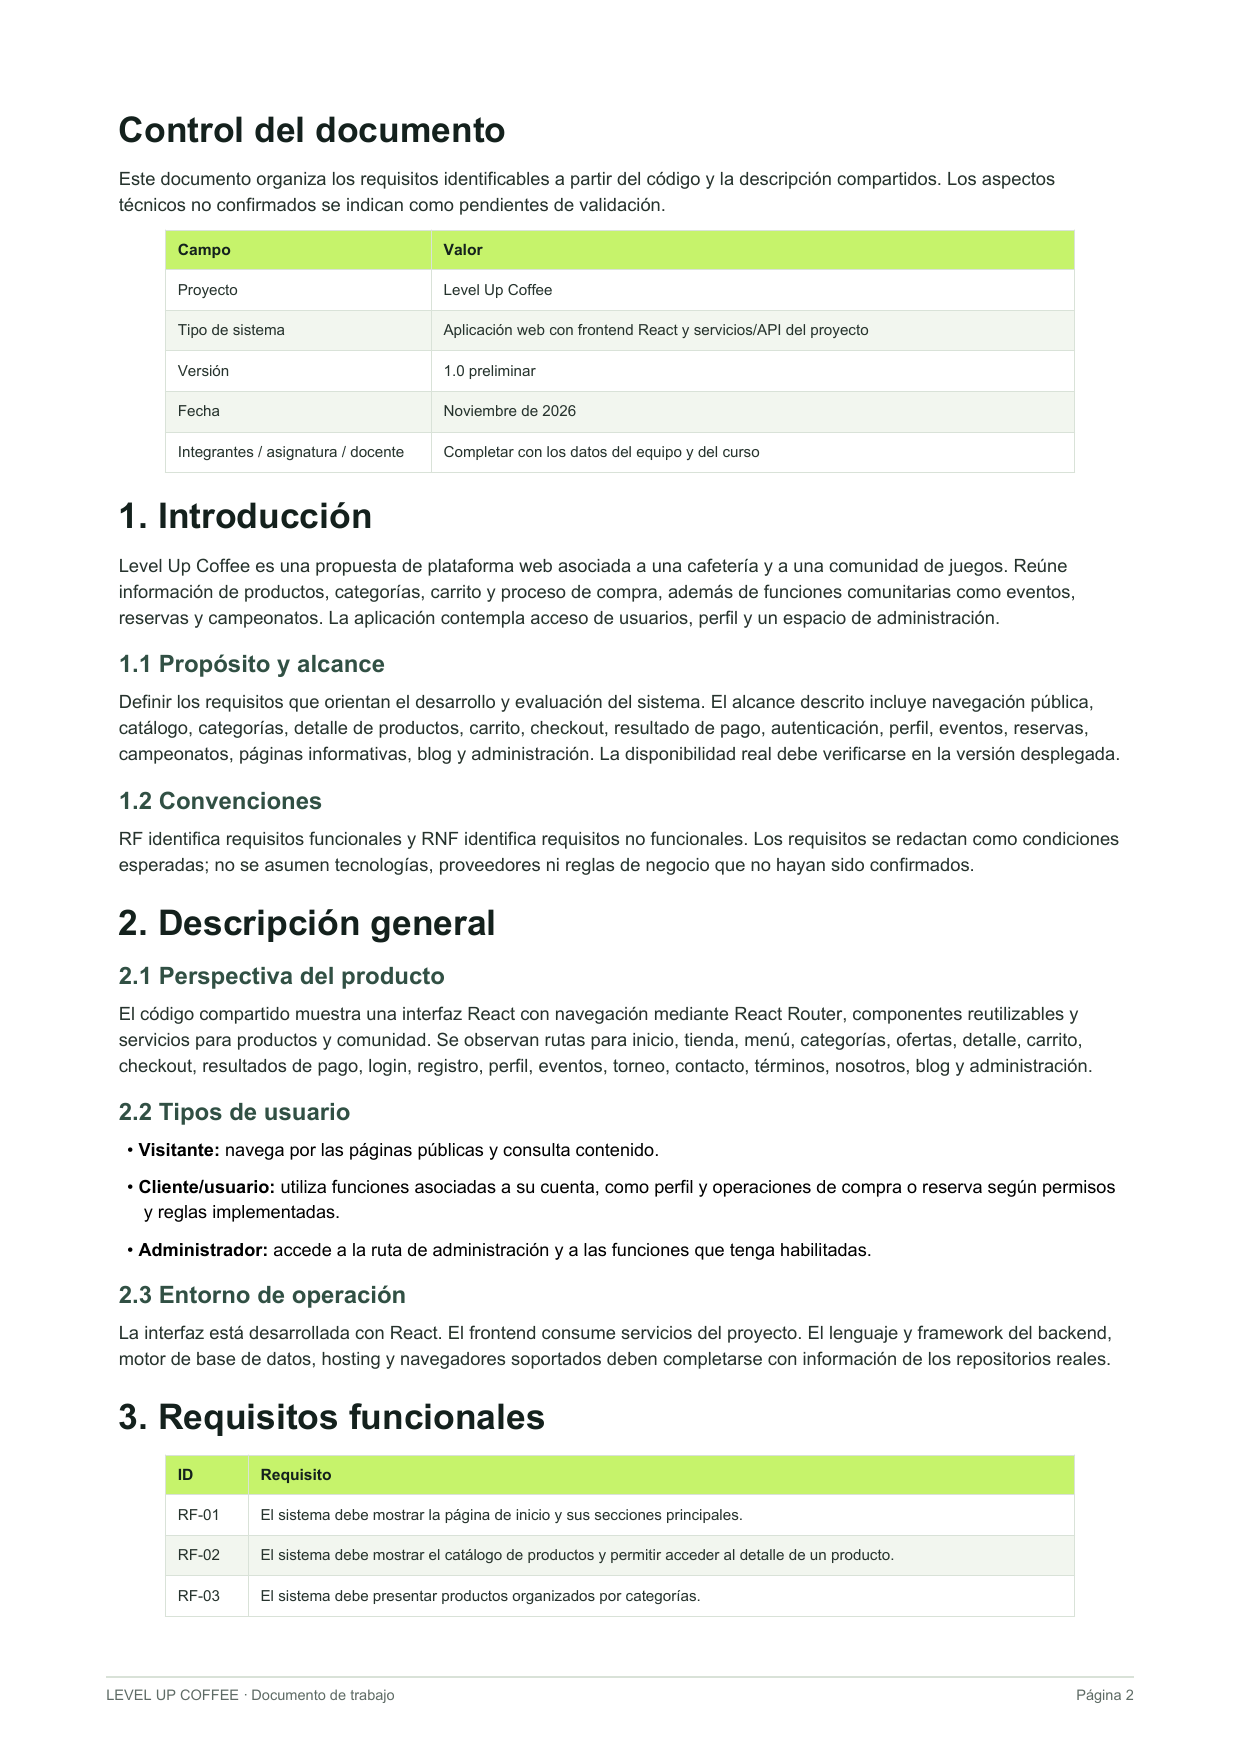 Control del documento
Este documento organiza los requisitos identificables a partir del código y la descripción compartidos. Los aspectos
técnicos no confirmados se indican como pendientes de validación.
Campo Valor
Proyecto Level Up Coffee
Tipo de sistema Aplicación web con frontend React y servicios/API del proyecto
Versión 1.0 preliminar
Fecha Noviembre de 2026
Integrantes / asignatura / docente Completar con los datos del equipo y del curso
1. Introducción
Level Up Coffee es una propuesta de plataforma web asociada a una cafetería y a una comunidad de juegos. Reúne
información de productos, categorías, carrito y proceso de compra, además de funciones comunitarias como eventos,
reservas y campeonatos. La aplicación contempla acceso de usuarios, perfil y un espacio de administración.
1.1 Propósito y alcance
Definir los requisitos que orientan el desarrollo y evaluación del sistema. El alcance descrito incluye navegación pública,
catálogo, categorías, detalle de productos, carrito, checkout, resultado de pago, autenticación, perfil, eventos, reservas,
campeonatos, páginas informativas, blog y administración. La disponibilidad real debe verificarse en la versión desplegada.
1.2 Convenciones
RF identifica requisitos funcionales y RNF identifica requisitos no funcionales. Los requisitos se redactan como condiciones
esperadas; no se asumen tecnologías, proveedores ni reglas de negocio que no hayan sido confirmados.
2. Descripción general
2.1 Perspectiva del producto
El código compartido muestra una interfaz React con navegación mediante React Router, componentes reutilizables y
servicios para productos y comunidad. Se observan rutas para inicio, tienda, menú, categorías, ofertas, detalle, carrito,
checkout, resultados de pago, login, registro, perfil, eventos, torneo, contacto, términos, nosotros, blog y administración.
2.2 Tipos de usuario
• Visitante: navega por las páginas públicas y consulta contenido.
• Cliente/usuario: utiliza funciones asociadas a su cuenta, como perfil y operaciones de compra o reserva según permisos
y reglas implementadas.
• Administrador: accede a la ruta de administración y a las funciones que tenga habilitadas.
2.3 Entorno de operación
La interfaz está desarrollada con React. El frontend consume servicios del proyecto. El lenguaje y framework del backend,
motor de base de datos, hosting y navegadores soportados deben completarse con información de los repositorios reales.
3. Requisitos funcionales
ID Requisito
RF-01 El sistema debe mostrar la página de inicio y sus secciones principales.
RF-02 El sistema debe mostrar el catálogo de productos y permitir acceder al detalle de un producto.
RF-03 El sistema debe presentar productos organizados por categorías.
LEVEL UP COFFEE · Documento de trabajo Página 2